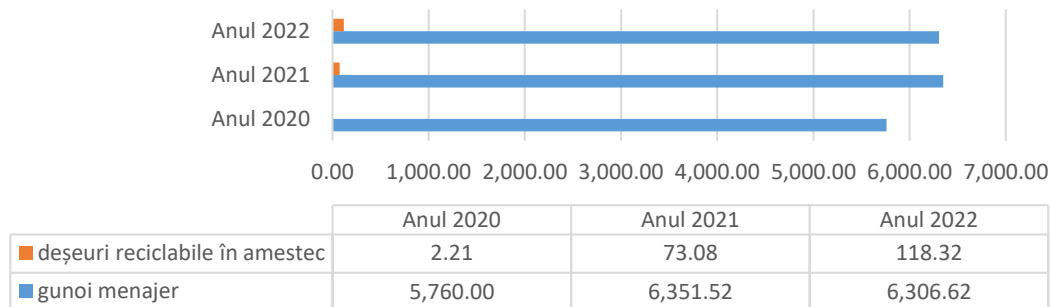 Anul 2022
Anul 2021
Anul 2020
0.00 1,000.00 2,000.00 3,000.00 4,000.00 5,000.00 6,000.00 7,000.00
Anul 2020 Anul 2021 Anul 2022
deșeuri reciclabile în amestec 2.21 73.08 118.32
gunoi menajer 5,760.00 6,351.52 6,306.62